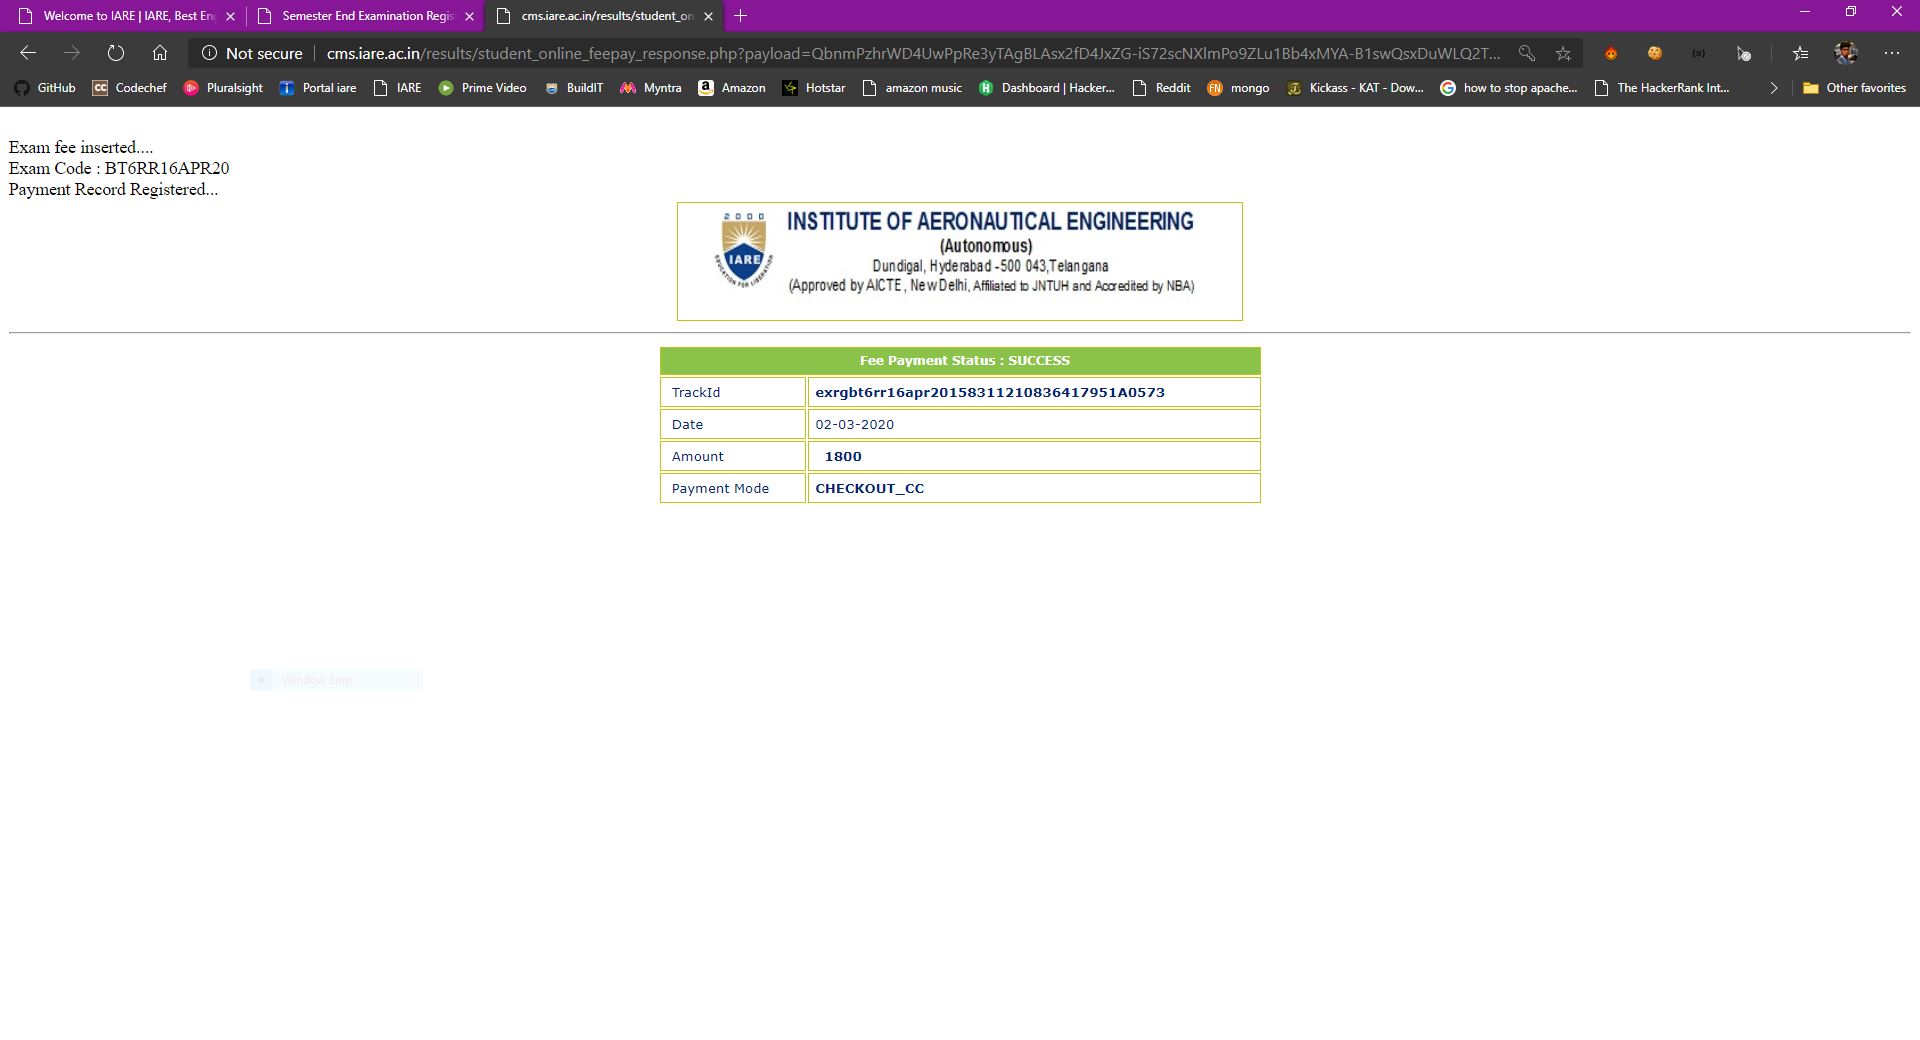 Welcome to IARE | IARE, Best En
Semester End Examination Regis
cms.iare.ac.in/results/student_on
Not secure
cms.iare.ac.in/results/student_online_feepay_response.php?payload=QbnmPzhrWD4UwPpRe3yTAgBLAsx2fD4JxZG-iS72scNXlmPo9ZLu1Bb4xMYA-B1swQsxDuWLQ2T...
GitHub
CC Codechef
Pluralsight
Portal iare
IARE
Prime Video
BuildIT
Myntra
Amazon
Hotstar
amazon music
Dashboard | Hacker...
Reddit
FN mongo
Kickass - KAT - Dow...
how to stop apache...
The HackerRank Int...
Other favorites
Exam fee inserted....
Exam Code : BT6RR16APR20
Payment Record Registered...
2000
IARE
EDUCATION FOR LIBERATION
INSTITUTE OF AERONAUTICAL ENGINEERING
(Autonomous)
Dundigal, Hyderabad -500 043,Telangana
(Approved by AICTE , New Delhi, Affiliated to JNTUH and Accredited by NBA)
Fee Payment Status : SUCCESS
TrackId exrgbt6rr16apr20158311210836417951A0573
Date 02-03-2020
Amount 1800
Payment Mode CHECKOUT_CC
Window Snip